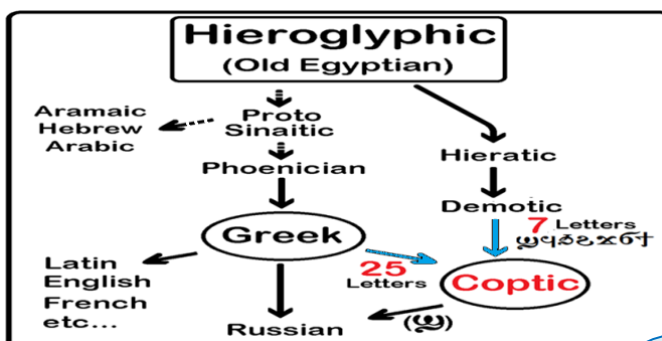 Hieroglyphic
(Old Egyptian)
Aramaic
Hebrew
Arabic
Proto
Sinaitic
Phoenician
Hieratic
Demotic
7 Letters
ϣϥϧϩϫϭϯ
Greek
25
Letters
Coptic
Latin
English
French
etc...
Russian
(ϣ)